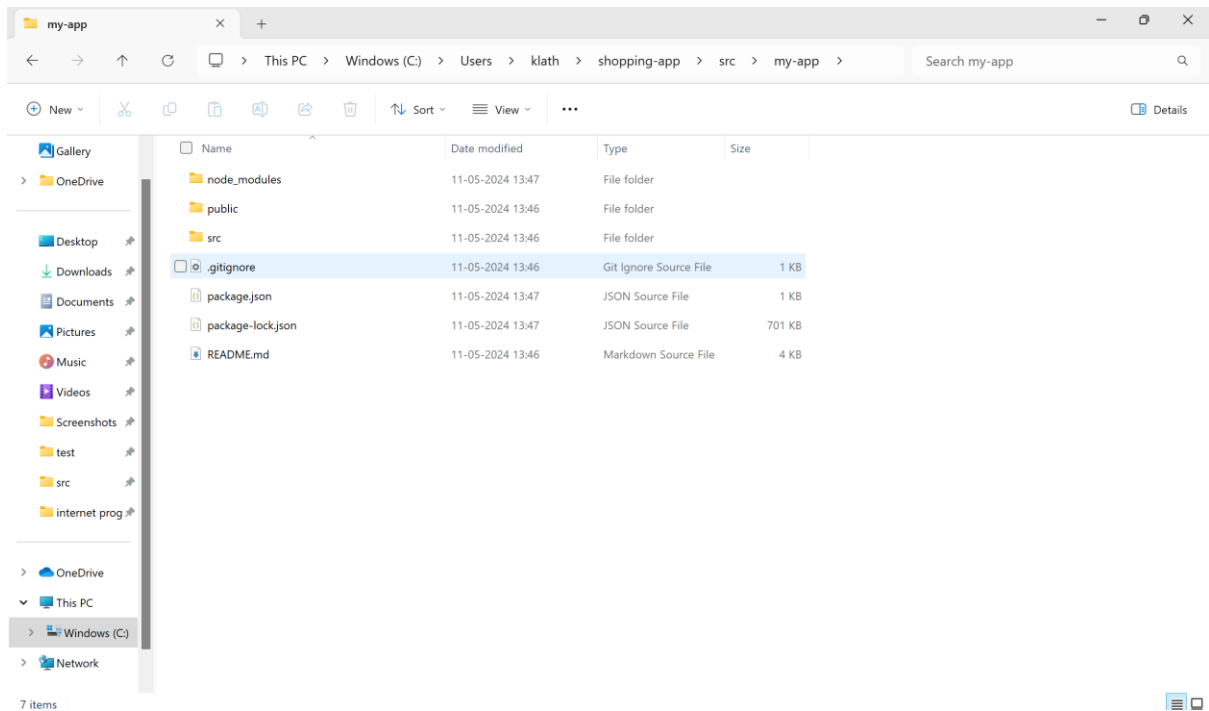 my-app
This PC > Windows (C:) > Users > klath > shopping-app > src > my-app >
Search my-app
New
Sort
View
Details
Gallery
OneDrive
Desktop
Downloads
Documents
Pictures
Music
Videos
Screenshots
test
src
internet prog
OneDrive
This PC
Windows (C:)
Network
Name Date modified Type Size
node_modules 11-05-2024 13:47 File folder
public 11-05-2024 13:46 File folder
src 11-05-2024 13:46 File folder
.gitignore 11-05-2024 13:46 Git Ignore Source File 1 KB
package.json 11-05-2024 13:47 JSON Source File 1 KB
package-lock.json 11-05-2024 13:47 JSON Source File 701 KB
README.md 11-05-2024 13:46 Markdown Source File 4 KB
7 items